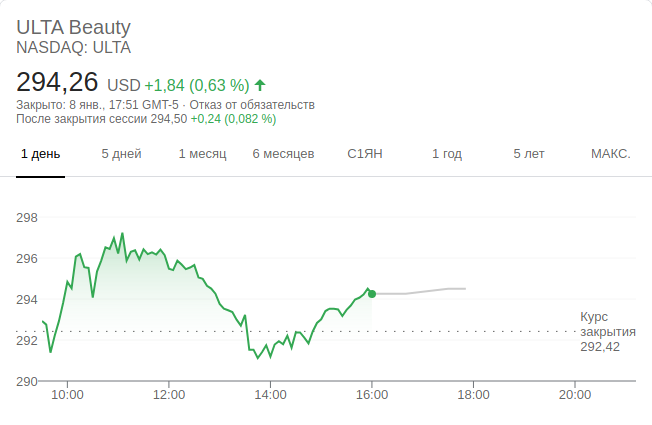 ULTA Beauty
NASDAQ: ULTA
294,26 USD +1,84 (0,63 %)
Закрыто: 8 янв., 17:51 GMT-5 · Отказ от обязательств
После закрытия сессии 294,50 +0,24 (0,082 %)
1 день 5 дней 1 месяц 6 месяцев С1ЯН 1 год 5 лет МАКС.
298
296
294
Курс
закрытия
292,42
292
290
10:00 12:00 14:00 16:00 18:00 20:00